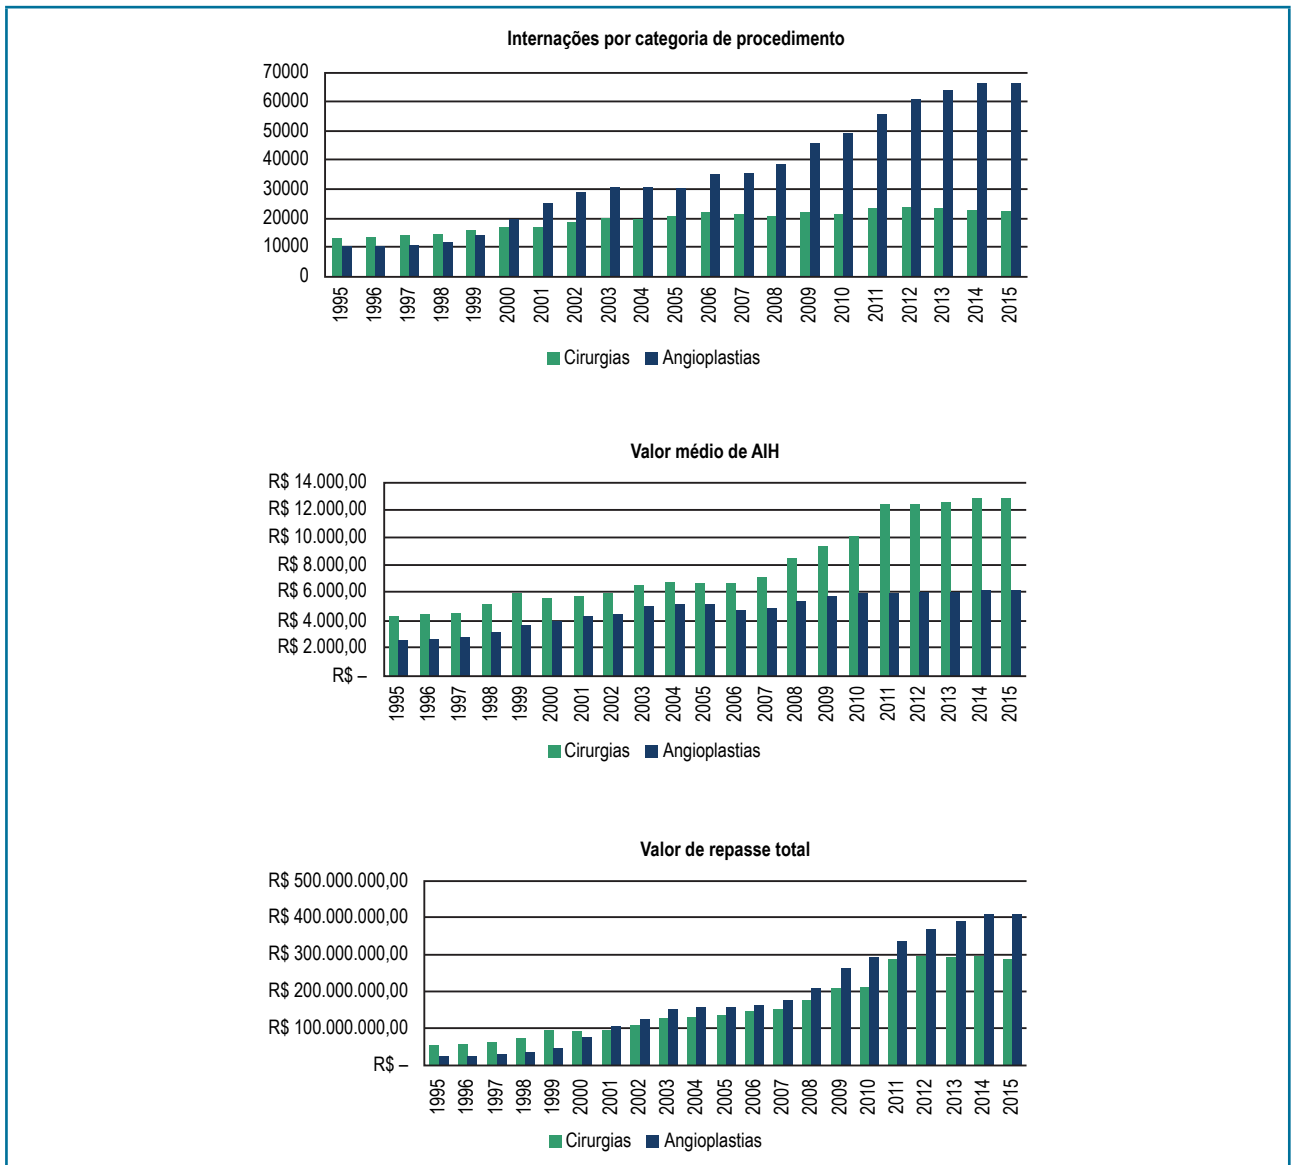 Internações por categoria de procedimento
70000
60000
50000
40000
30000
20000
10000
0
1995 1996 1997 1998 1999 2000 2001 2002 2003 2004 2005 2006 2007 2008 2009 2010 2011 2012 2013 2014 2015
Cirurgias Angioplastias
Valor médio de AIH
R$ 14.000,00
R$ 12.000,00
R$ 10.000,00
R$ 8.000,00
R$ 6.000,00
R$ 4.000,00
R$ 2.000,00
R$ –
1995 1996 1997 1998 1999 2000 2001 2002 2003 2004 2005 2006 2007 2008 2009 2010 2011 2012 2013 2014 2015
Cirurgias Angioplastias
Valor de repasse total
R$ 500.000.000,00
R$ 400.000.000,00
R$ 300.000.000,00
R$ 200.000.000,00
R$ 100.000.000,00
R$ –
1995 1996 1997 1998 1999 2000 2001 2002 2003 2004 2005 2006 2007 2008 2009 2010 2011 2012 2013 2014 2015
Cirurgias Angioplastias